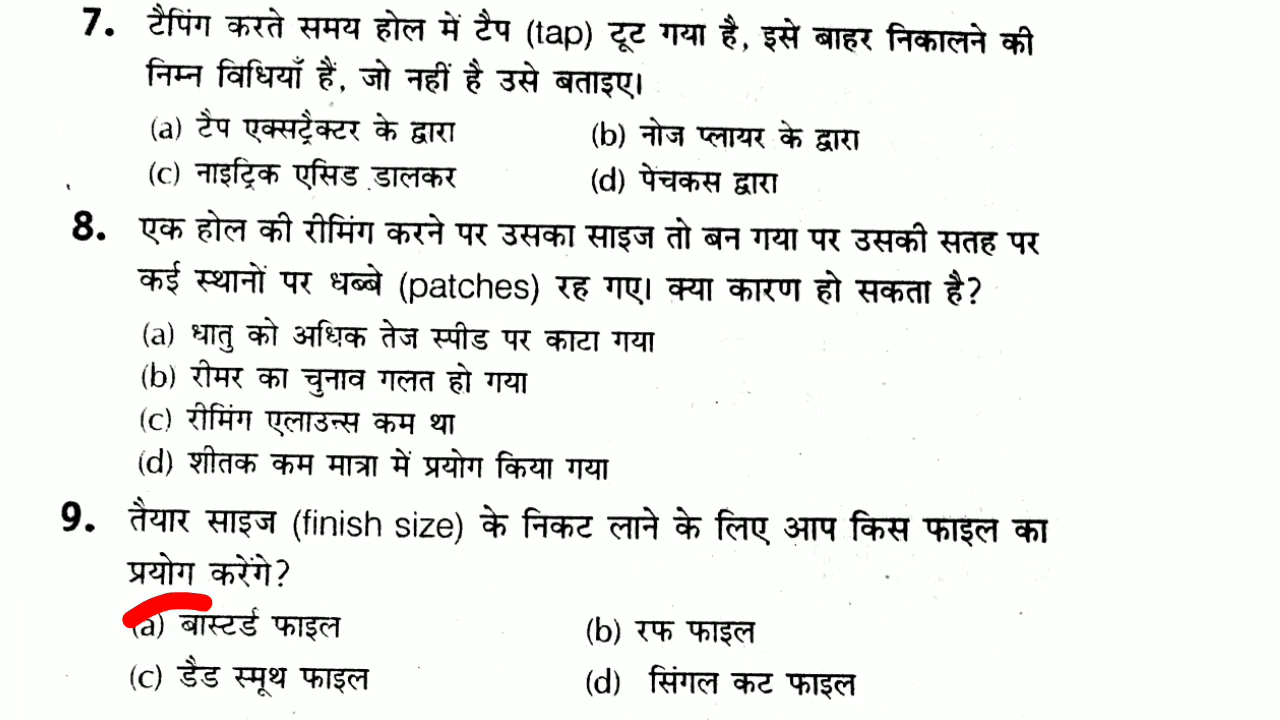 7. टैपिंग करते समय होल में टैप (tap) टूट गया है, इसे बाहर निकालने की
निम्न विधियाँ हैं, जो नहीं है उसे बताइए।
(a) टैप एक्सट्रैक्टर के द्वारा (b) नोज प्लायर के द्वारा
(c) नाइट्रिक एसिड डालकर (d) पेचकस द्वारा
8. एक होल की रीमिंग करने पर उसका साइज तो बन गया पर उसकी सतह पर
कई स्थानों पर धब्बे (patches) रह गए। क्या कारण हो सकता है?
(a) धातु को अधिक तेज स्पीड पर काटा गया
(b) रीमर का चुनाव गलत हो गया
(c) रीमिंग एलाउन्स कम था
(d) शीतक कम मात्रा में प्रयोग किया गया
9. तैयार साइज (finish size) के निकट लाने के लिए आप किस फाइल का
प्रयोग करेंगे?
(a) बास्टर्ड फाइल (b) रफ फाइल
(c) डैड स्मूथ फाइल (d) सिंगल कट फाइल